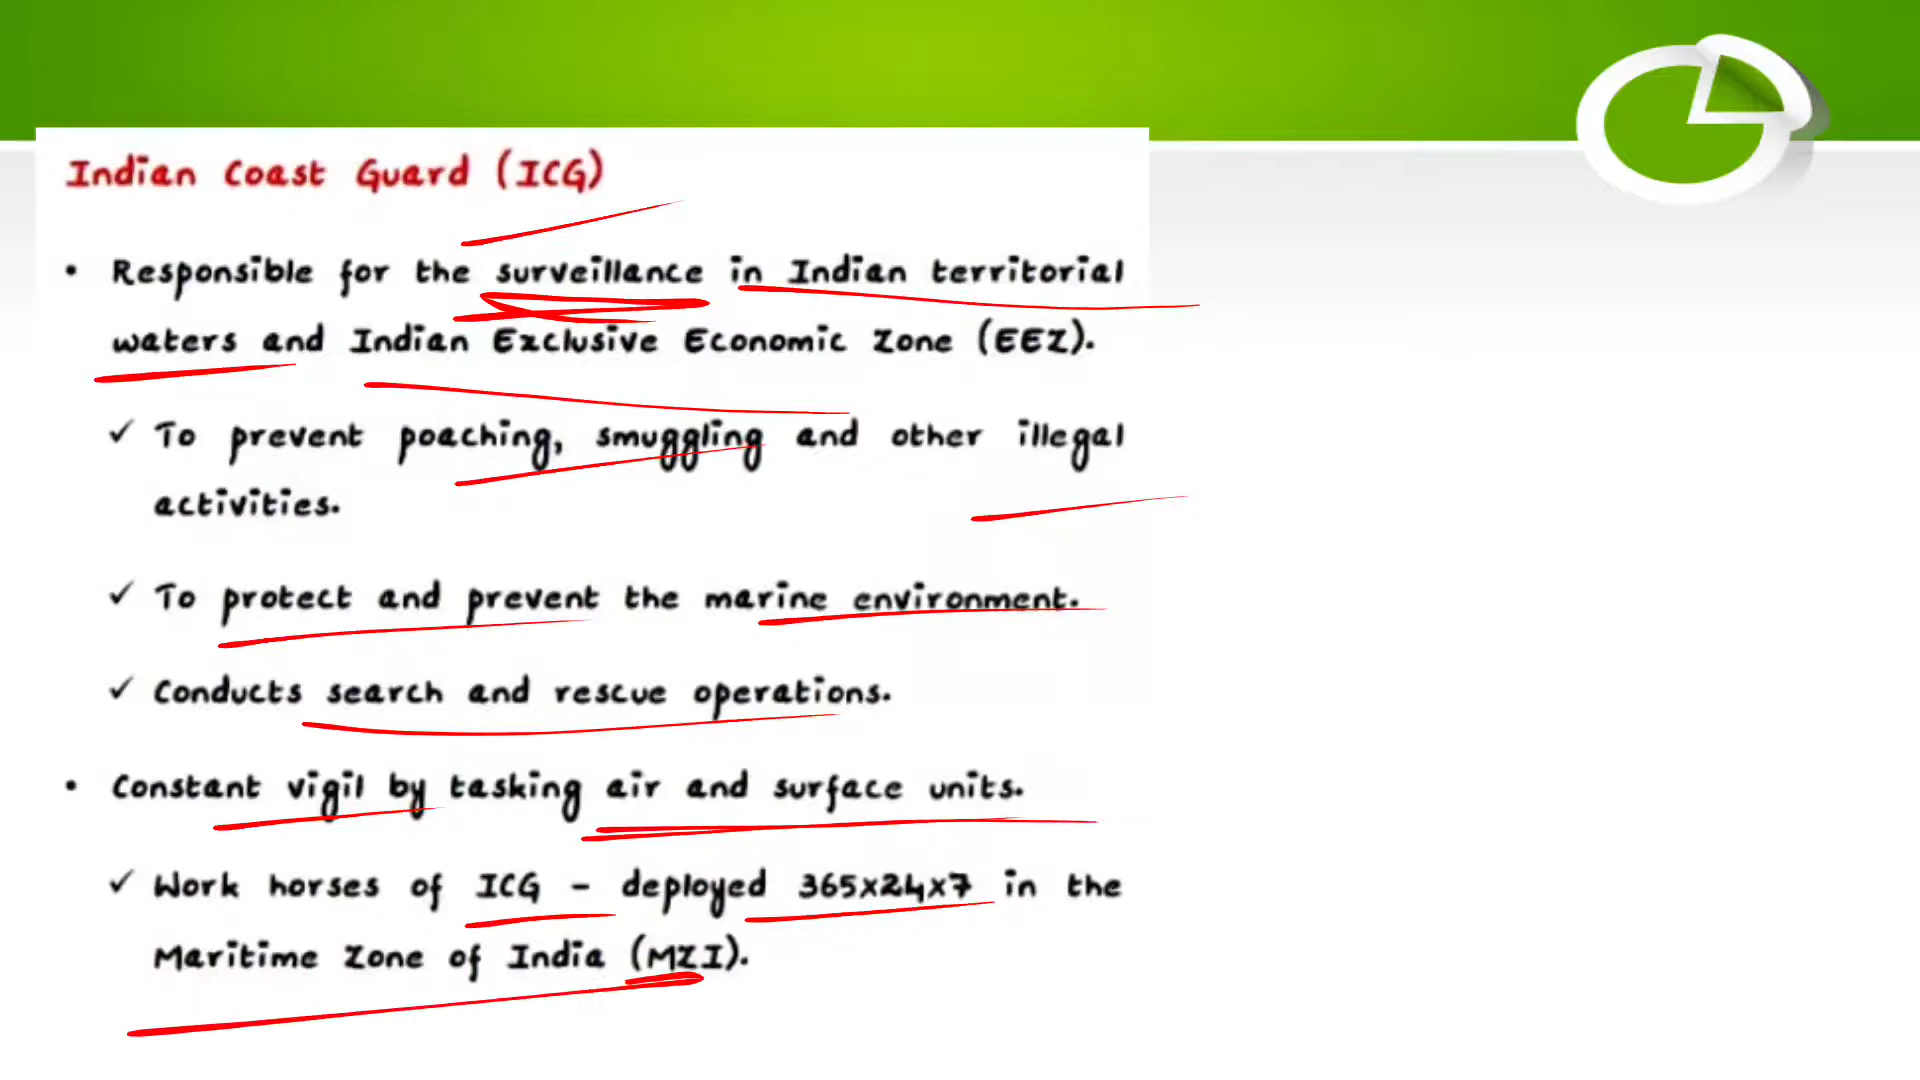 Indian Coast Guard (ICG)
• Responsible for the surveillance in Indian territorial
waters and Indian Exclusive Economic Zone (EEZ).
✓ To prevent poaching, smuggling and other illegal
activities.
✓ To protect and prevent the marine environment.
✓ Conducts search and rescue operations.
• Constant vigil by tasking air and surface units.
✓ Work horses of ICG – deployed 365x24x7 in the
Maritime Zone of India (MZI).